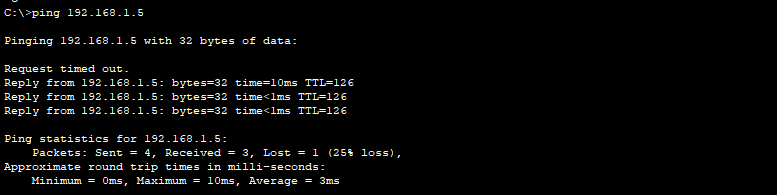 C:\>ping 192.168.1.5
Pinging 192.168.1.5 with 32 bytes of data:
Request timed out.
Reply from 192.168.1.5: bytes=32 time=10ms TTL=126
Reply from 192.168.1.5: bytes=32 time<1ms TTL=126
Reply from 192.168.1.5: bytes=32 time<1ms TTL=126
Ping statistics for 192.168.1.5:
Packets: Sent = 4, Received = 3, Lost = 1 (25% loss),
Approximate round trip times in milli-seconds:
Minimum = 0ms, Maximum = 10ms, Average = 3ms